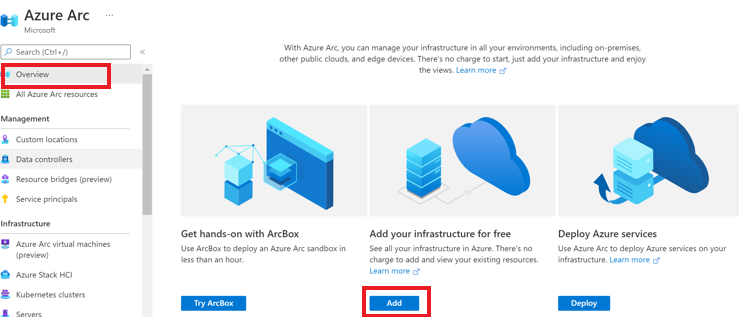 Azure Arc ...
Microsoft
Search (Ctrl+/)
«
Overview
All Azure Arc resources
Management
Custom locations
Data controllers
Resource bridges (preview)
Service principals
Infrastructure
Azure Arc virtual machines
(preview)
Azure Stack HCI
Kubernetes clusters
Servers
With Azure Arc, you can manage your infrastructure in all your environments, including on-premises,
other public clouds, and edge devices. There's no charge to start, just add your infrastructure and enjoy
the views. Learn more
Get hands-on with ArcBox
Use ArcBox to deploy an Azure Arc sandbox in
less than an hour.
Try ArcBox
Add your infrastructure for free
See all your infrastructure in Azure. There's no
charge to add and view your existing resources.
Learn more
Add
Deploy Azure services
Use Azure Arc to deploy Azure services on your
infrastructure. Learn more
Deploy